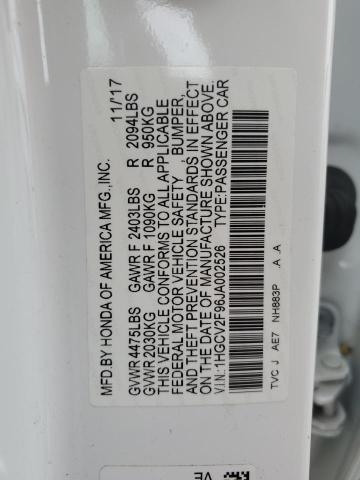 MFD.BY HONDA OF AMERICA MFG.,INC. 11/17
GVWR 4475LBS GAWR F 2403LBS R 2094LBS
GVWR 2030KG GAWR F 1090KG R 950KG
THIS VEHICLE CONFORMS TO ALL APPLICABLE
FEDERAL MOTOR VEHICLE SAFETY , BUMPER,
AND THEFT PREVENTION STANDARDS IN EFFECT
ON THE DATE OF MANUFACTURE SHOWN ABOVE.
V.I.N.:1HGCV2F96JA002526 TYPE:PASSENGER CAR
TVC J AE7 NH883P A A
VE